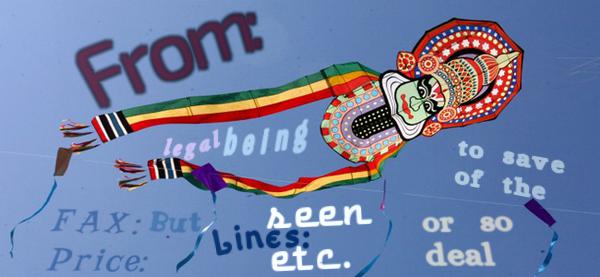 From:
legal being
to save
of the
FAX: But
Price:
Lines:
seen
etc.
or so
deal